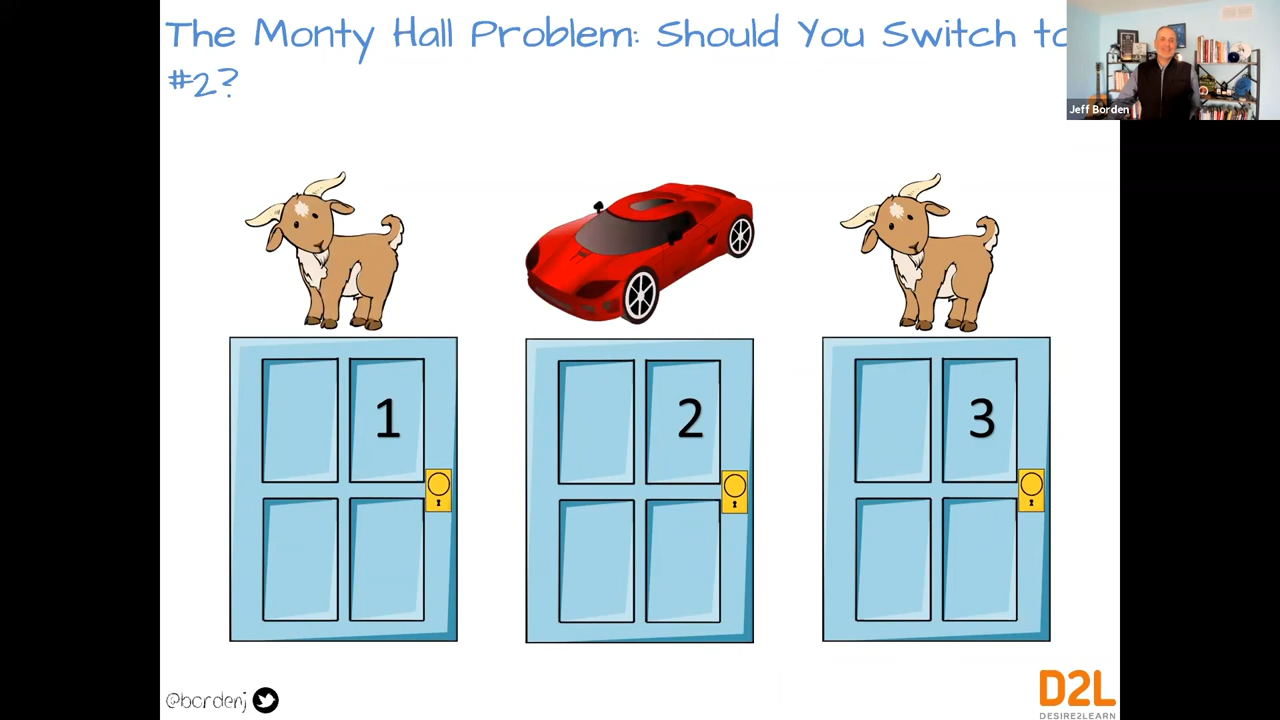 The Monty Hall Problem: Should You Switch to
#2?
Jeff Borden
1
2
3
@bordenj
D2L
DESIRE2LEARN